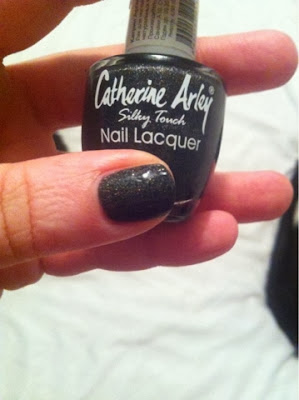 Catherine Arley®
Silky Touch
Nail Lacquer